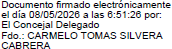 Documento firmado electrónicamente
el día 08/05/2026 a las 6:51:26 por:
El Concejal Delegado
Fdo.: CARMELO TOMAS SILVERA
CABRERA